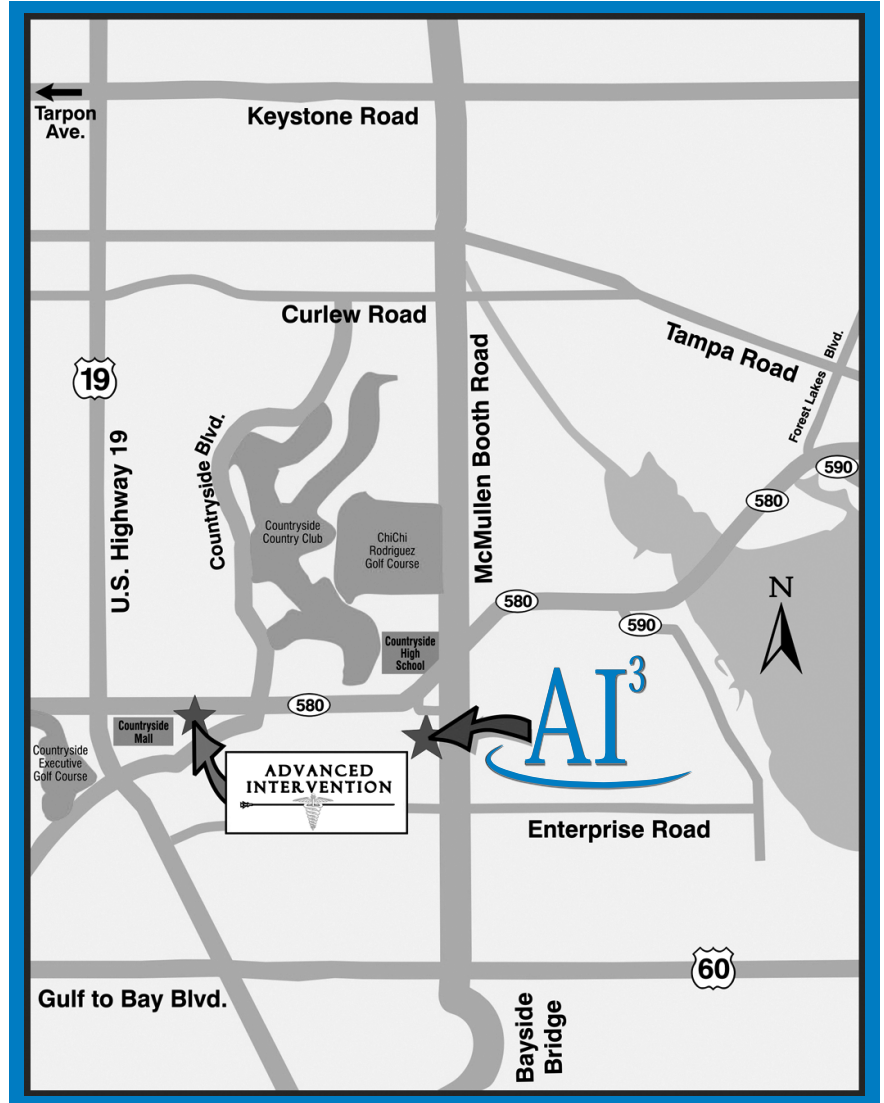 Tarpon
Ave.
Keystone Road
Curlew Road
Tampa Road
Forest Lakes Blvd.
19
U.S. Highway 19
Countryside Blvd.
McMullen Booth Road
590
580
Countryside
Country Club
ChiChi
Rodriguez
Golf Course
N
580
590
Countryside
High
School
AI3
580
Countryside
Mall
Countryside
Executive
Golf Course
ADVANCED
INTERVENTION
Enterprise Road
60
Gulf to Bay Blvd.
Bayside
Bridge